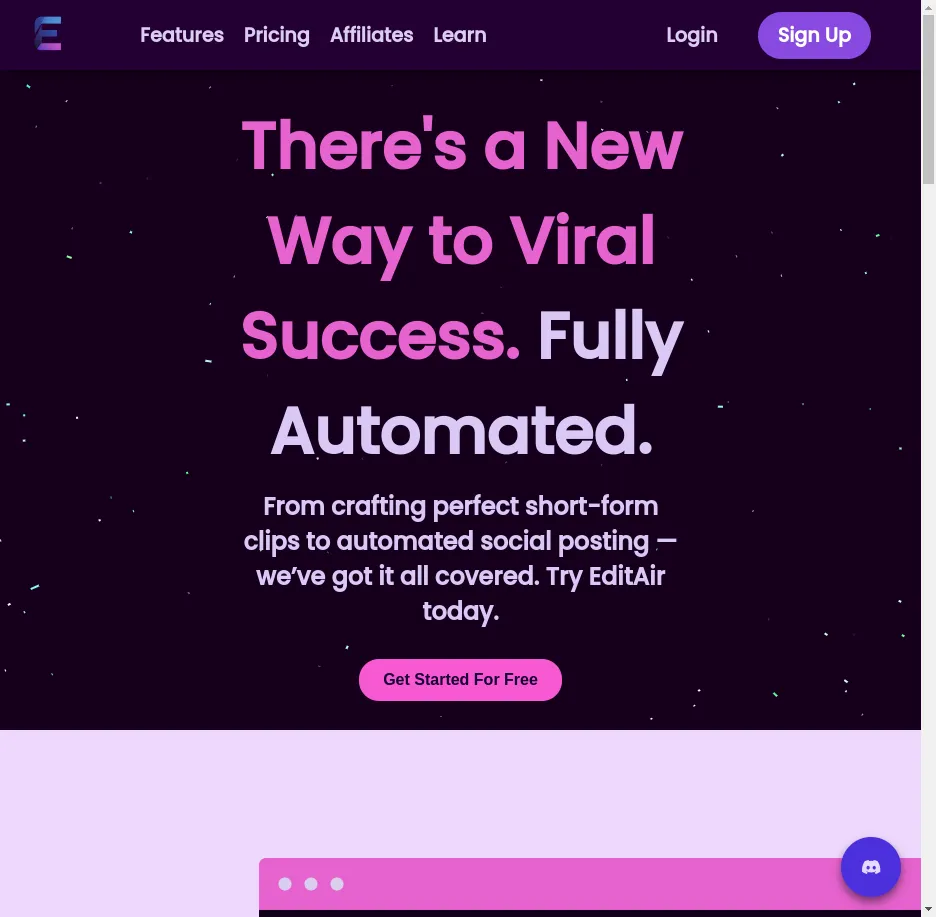 Features Pricing Affiliates Learn Login Sign Up
There's a New
Way to Viral
Success. Fully
Automated.
From crafting perfect short-form
clips to automated social posting —
we’ve got it all covered. Try EditAir
today.
Get Started For Free